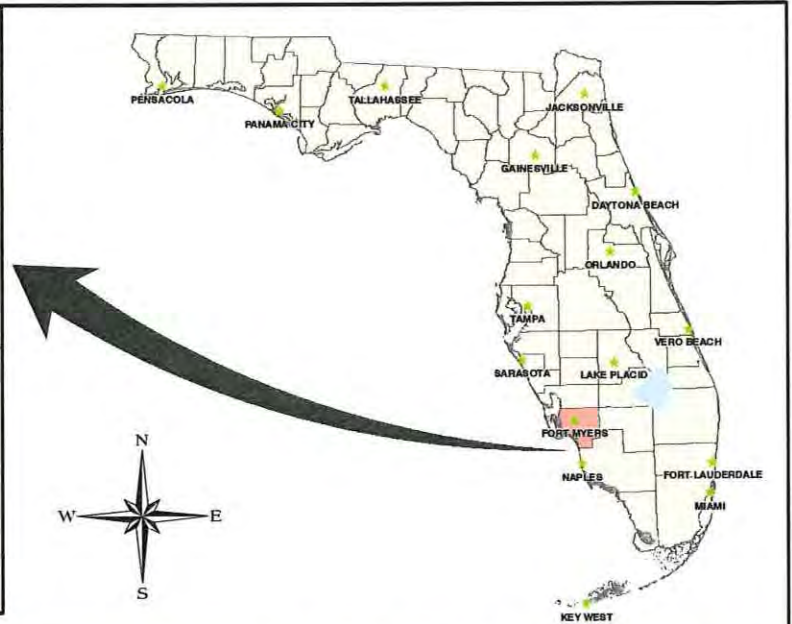 PENSACOLA
TALLAHASSEE
JACKSONVILLE
PANAMA CITY
GAINESVILLE
DAYTONA BEACH
ORLANDO
TAMPA
VERO BEACH
SARASOTA
LAKE PLACID
FORT MYERS
NAPLES
FORT LAUDERDALE
MIAMI
KEY WEST
N
W
E
S